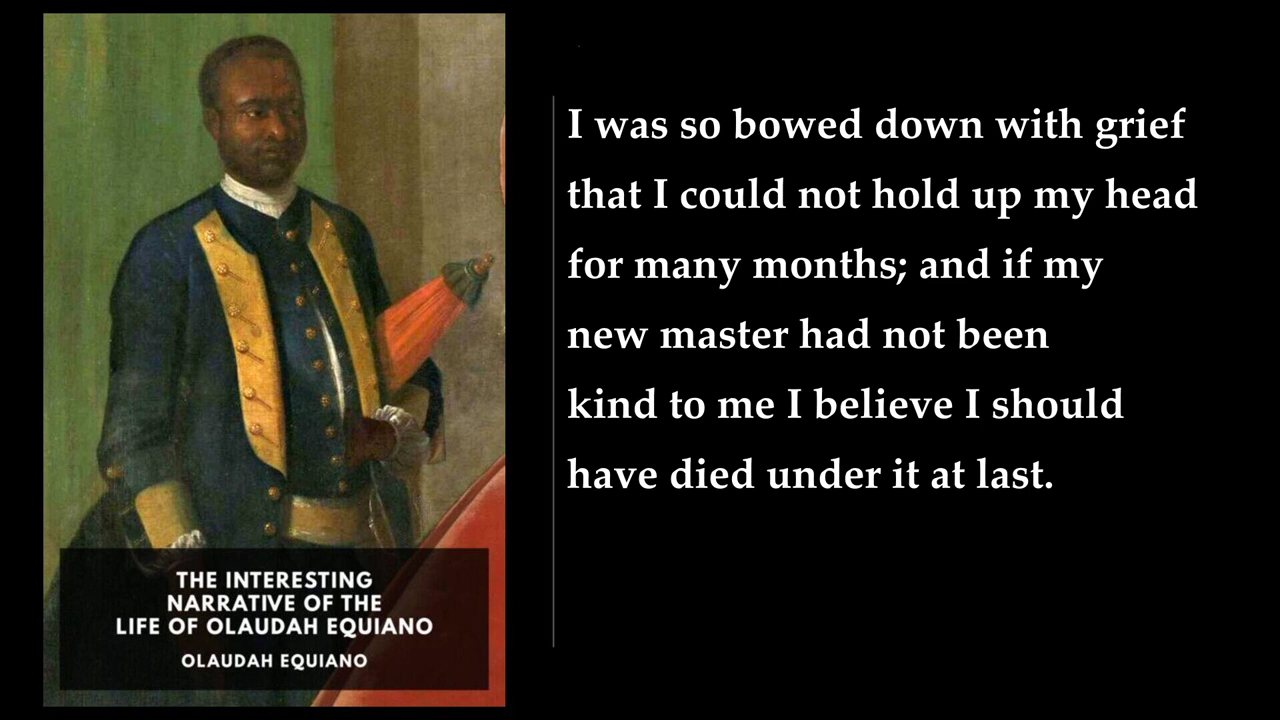 THE INTERESTING
NARRATIVE OF THE
LIFE OF OLAUDAH EQUIANO
OLAUDAH EQUIANO
I was so bowed down with grief
that I could not hold up my head
for many months; and if my
new master had not been
kind to me I believe I should
have died under it at last.